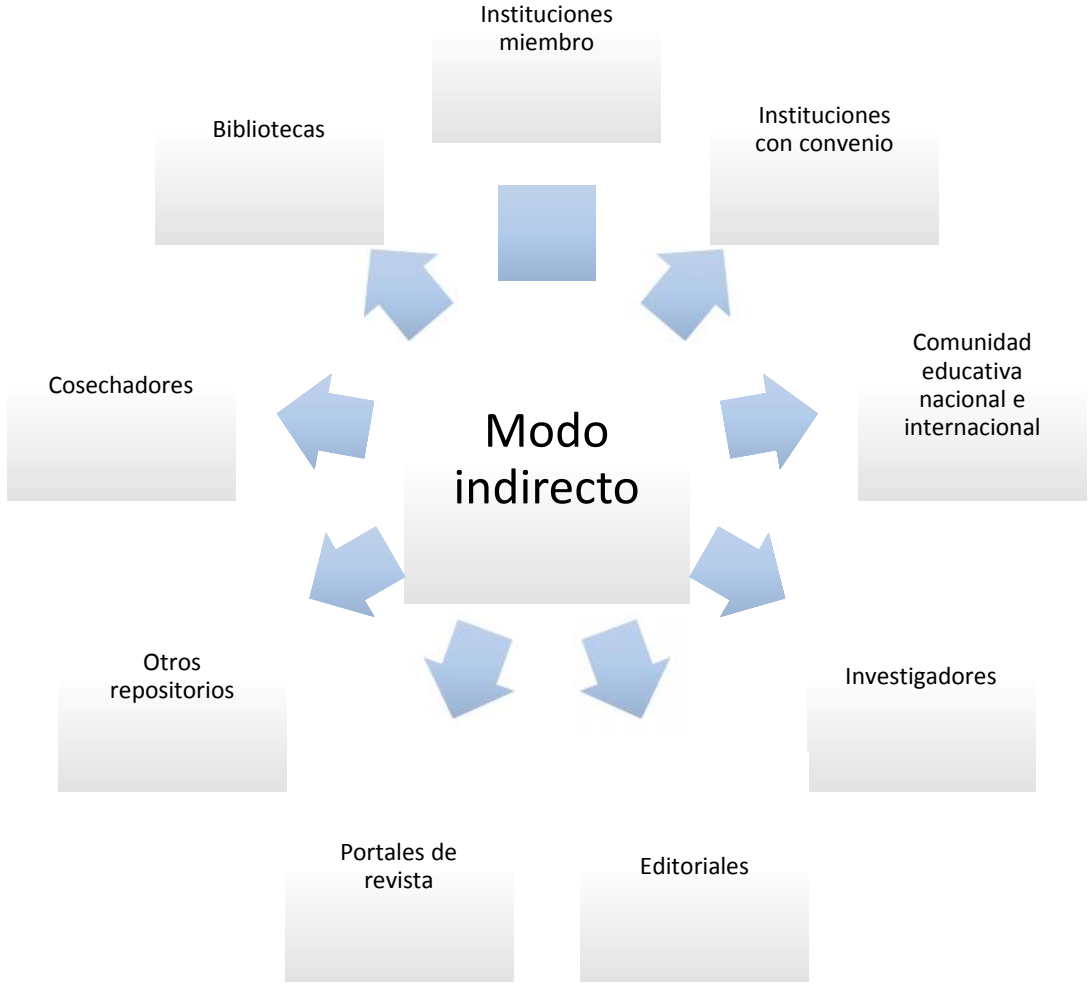 Instituciones
miembro
Instituciones
con convenio
Bibliotecas
Comunidad
educativa
nacional e
internacional
Cosechadores
Modo
indirecto
Otros
repositorios
Investigadores
Portales de
revista
Editoriales